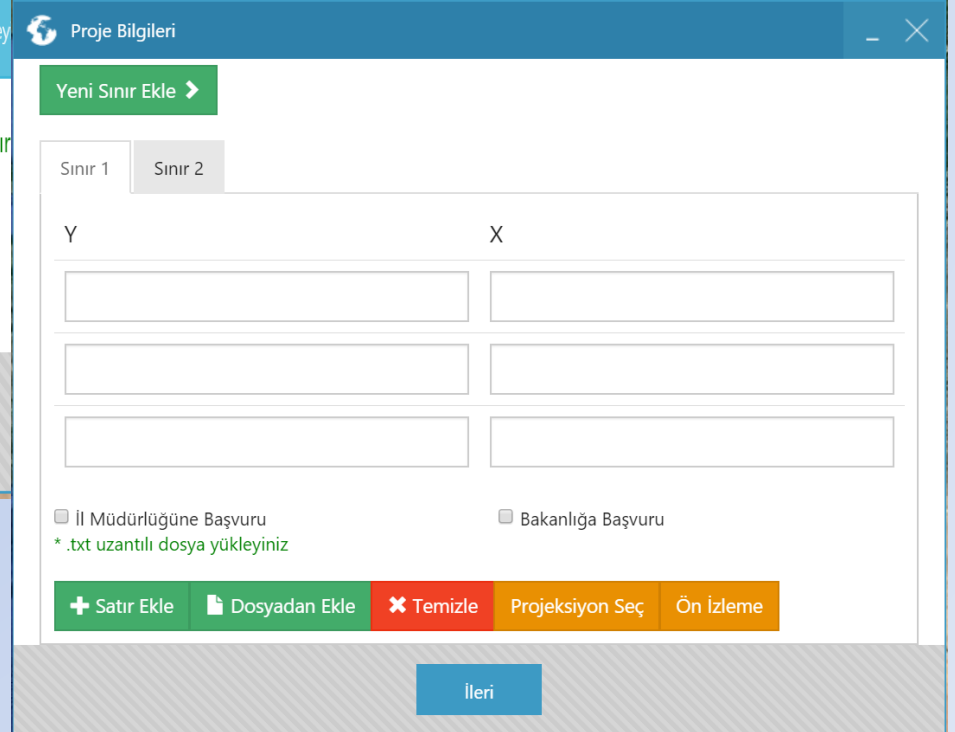 Proje Bilgileri
Yeni Sınır Ekle
Sınır 1 Sınır 2
Y X
İl Müdürlüğüne Başvuru Bakanlığa Başvuru
* .txt uzantılı dosya yükleyiniz
Satır Ekle Dosyadan Ekle Temizle Projeksiyon Seç Ön İzleme
İleri